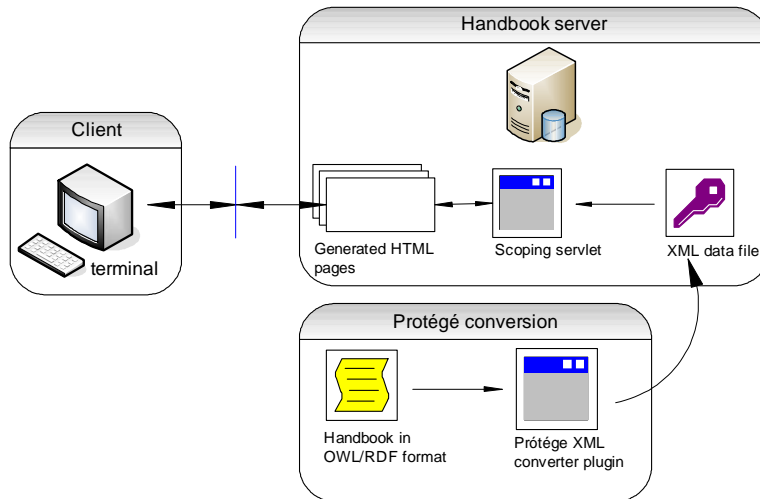 Handbook server
Client
terminal
Generated HTML
pages
Scoping servlet
XML data file
Protégé conversion
Handbook in
OWL/RDF format
Prótége XML
converter plugin